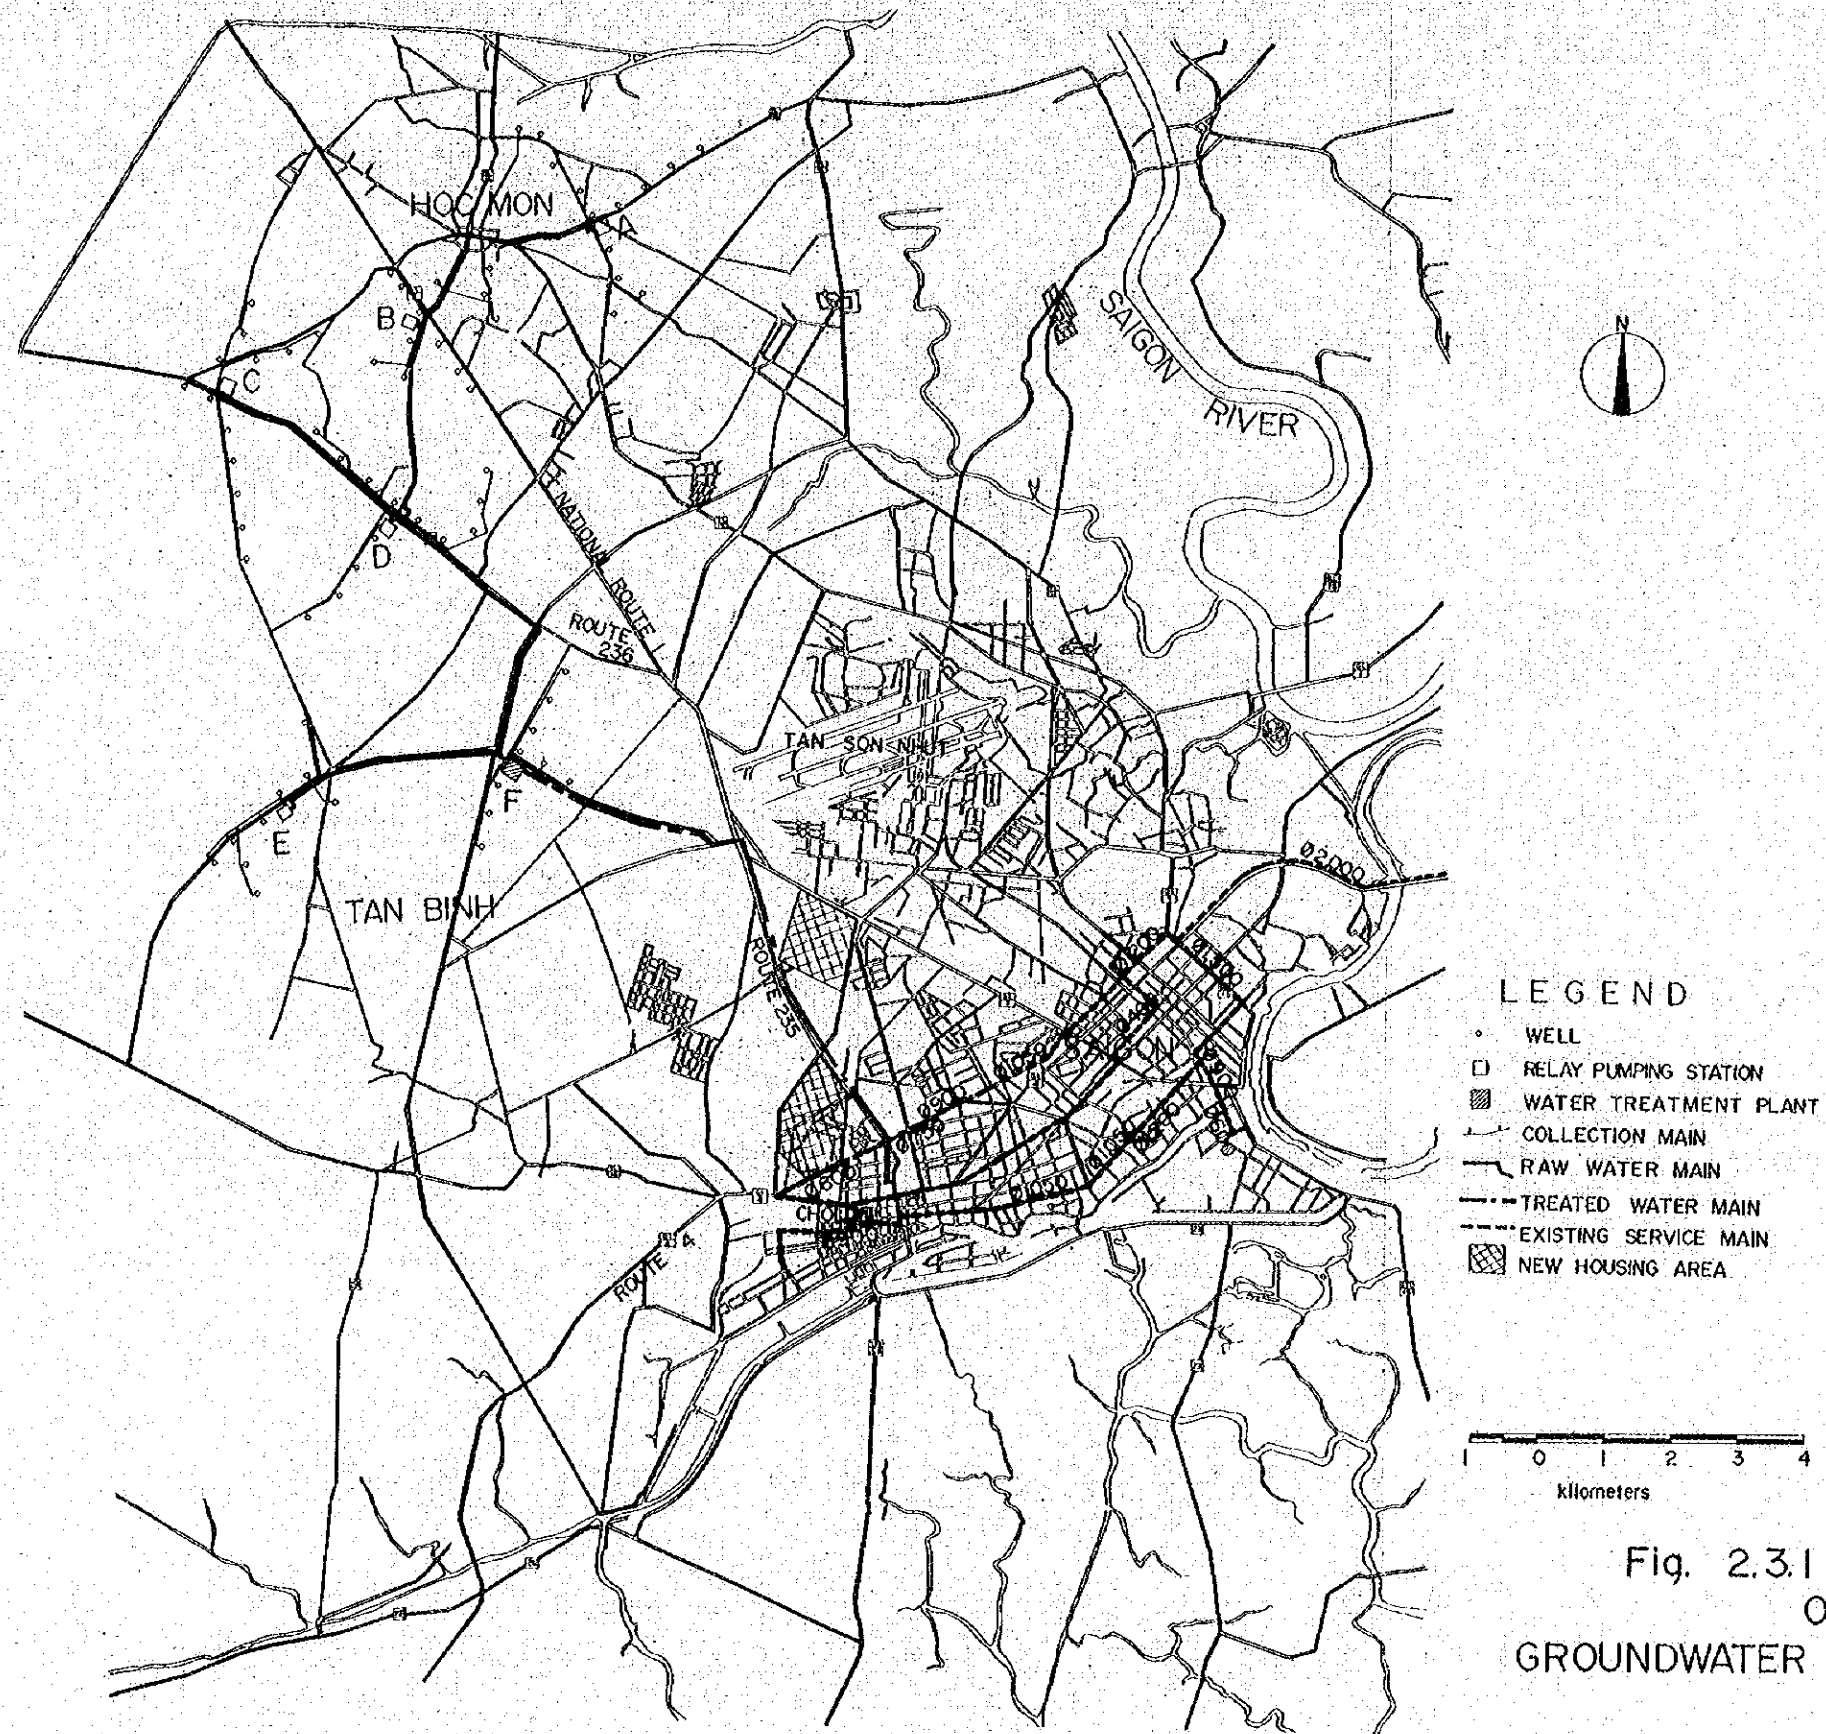 HOC MON
A
B
C
D
E
F
SAIGON
RIVER
N
NATIONAL ROUTE 1
ROUTE
236
TAN SON NHUT
TAN BINH
ROUTE 235
Ø2000
SAIGON
Ø1050
ROUTE 4
LEGEND
WELL
RELAY PUMPING STATION
WATER TREATMENT PLANT
COLLECTION MAIN
RAW WATER MAIN
TREATED WATER MAIN
EXISTING SERVICE MAIN
NEW HOUSING AREA
1 0 1 2 3 4
kilometers
Fig. 2.3.1
O
GROUNDWATER